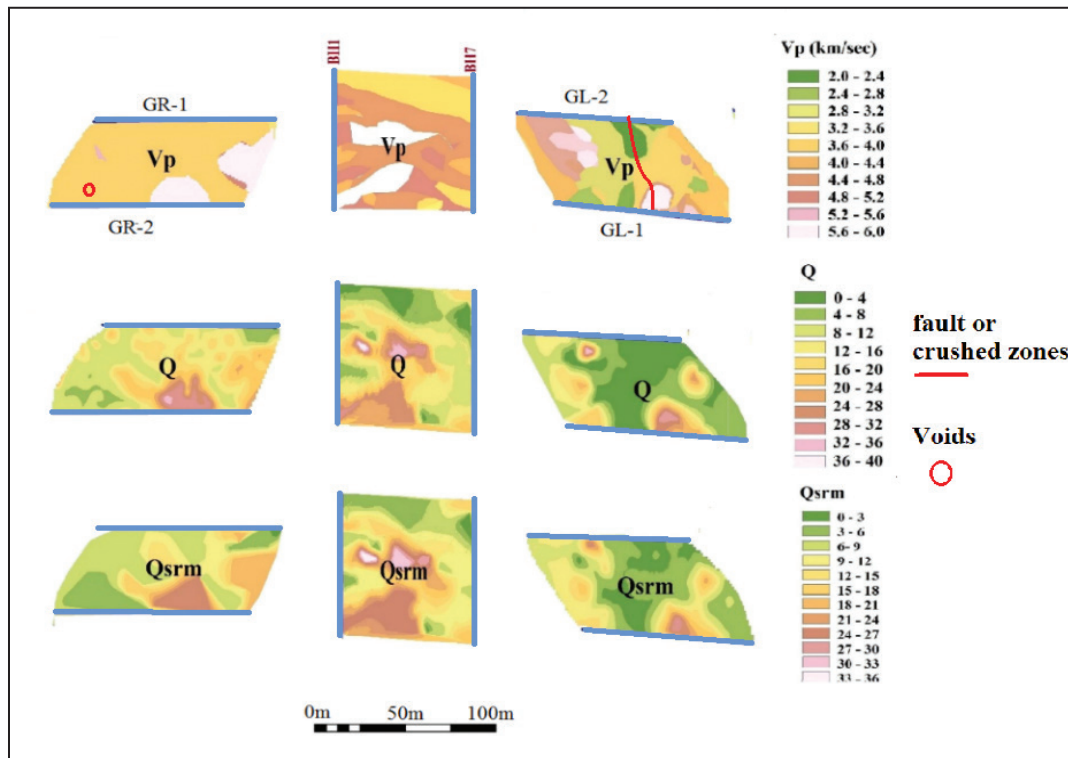 BH1
BH7
GR-1
Vp
GR-2
Vp
GL-2
Vp
GL-1
Vp (km/sec)
2.0 - 2.4
2.4 - 2.8
2.8 - 3.2
3.2 - 3.6
3.6 - 4.0
4.0 - 4.4
4.4 - 4.8
4.8 - 5.2
5.2 - 5.6
5.6 - 6.0
Q
Q
Q
Q
0 - 4
4 - 8
8 - 12
12 - 16
16 - 20
20 - 24
24 - 28
28 - 32
32 - 36
36 - 40
fault or
crushed zones
Voids
Qsrm
Qsrm
Qsrm
Qsrm
0 - 3
3 - 6
6 - 9
9 - 12
12 - 15
15 - 18
18 - 21
21 - 24
24 - 27
27 - 30
30 - 33
33 - 36
0m 50m 100m